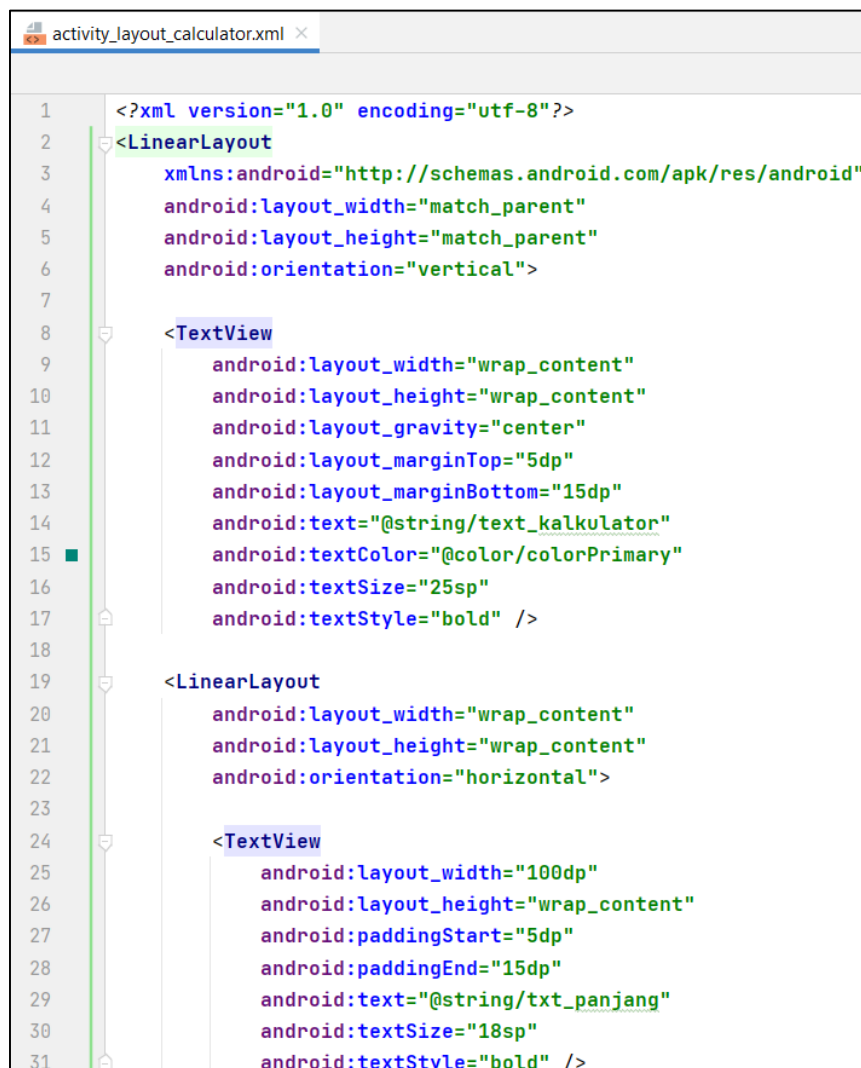 activity_layout_calculator.xml
1 <?xml version="1.0" encoding="utf-8"?>
2 <LinearLayout
3 xmlns:android="http://schemas.android.com/apk/res/android"
4 android:layout_width="match_parent"
5 android:layout_height="match_parent"
6 android:orientation="vertical">
7
8 <TextView
9 android:layout_width="wrap_content"
10 android:layout_height="wrap_content"
11 android:layout_gravity="center"
12 android:layout_marginTop="5dp"
13 android:layout_marginBottom="15dp"
14 android:text="@string/text_kalkulator"
15 android:textColor="@color/colorPrimary"
16 android:textSize="25sp"
17 android:textStyle="bold" />
18
19 <LinearLayout
20 android:layout_width="wrap_content"
21 android:layout_height="wrap_content"
22 android:orientation="horizontal">
23
24 <TextView
25 android:layout_width="100dp"
26 android:layout_height="wrap_content"
27 android:paddingStart="5dp"
28 android:paddingEnd="15dp"
29 android:text="@string/txt_panjang"
30 android:textSize="18sp"
31 android:textStyle="bold" />